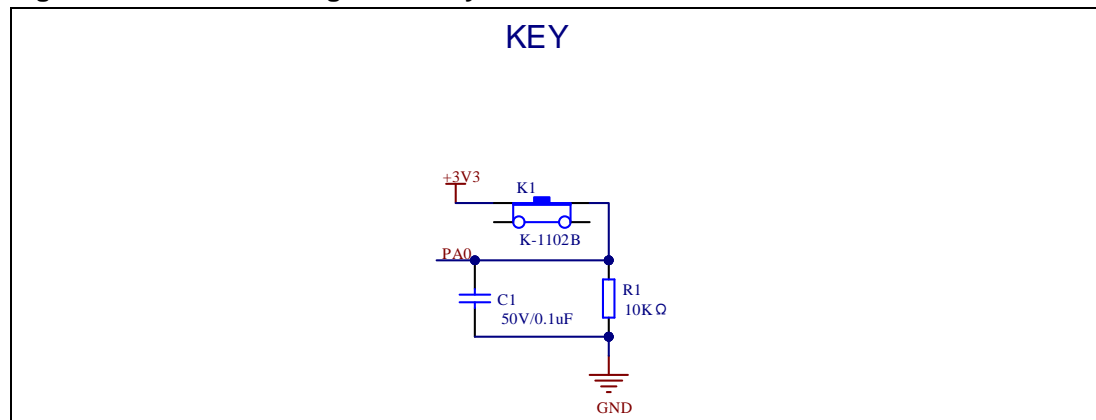 KEY
+3V3
K1
K-1102B
PA0
C1
50V/0.1uF
R1
10KΩ
GND